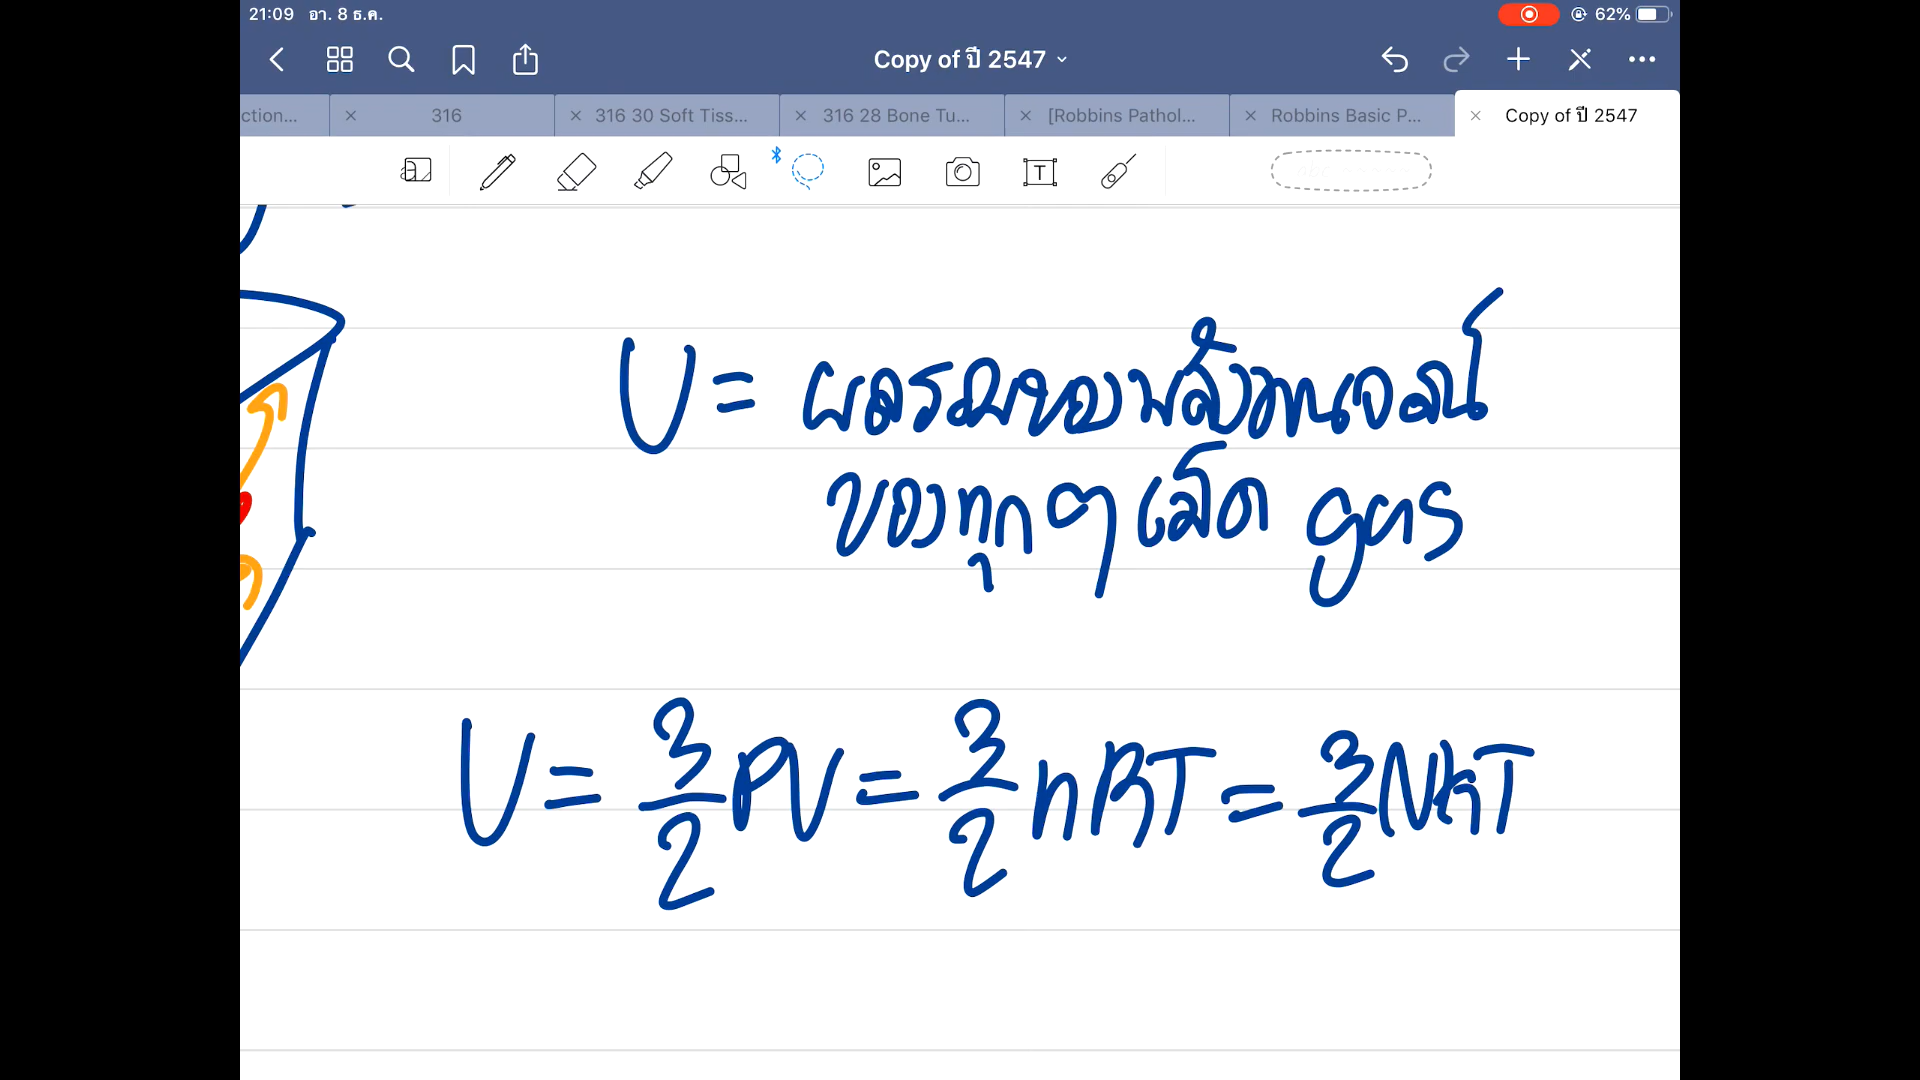 21:09 อา. 8 ธ.ค. 62%
Copy of ปี 2547
ction... 316 316 30 Soft Tiss... 316 28 Bone Tu... [Robbins Pathol... Robbins Basic P... Copy of ปี 2547
U = ผลรวมของพลังงานจลน์
ของทุก ๆ เม็ด gas
U = 3/2 PV = 3/2 nRT = 3/2 NkT